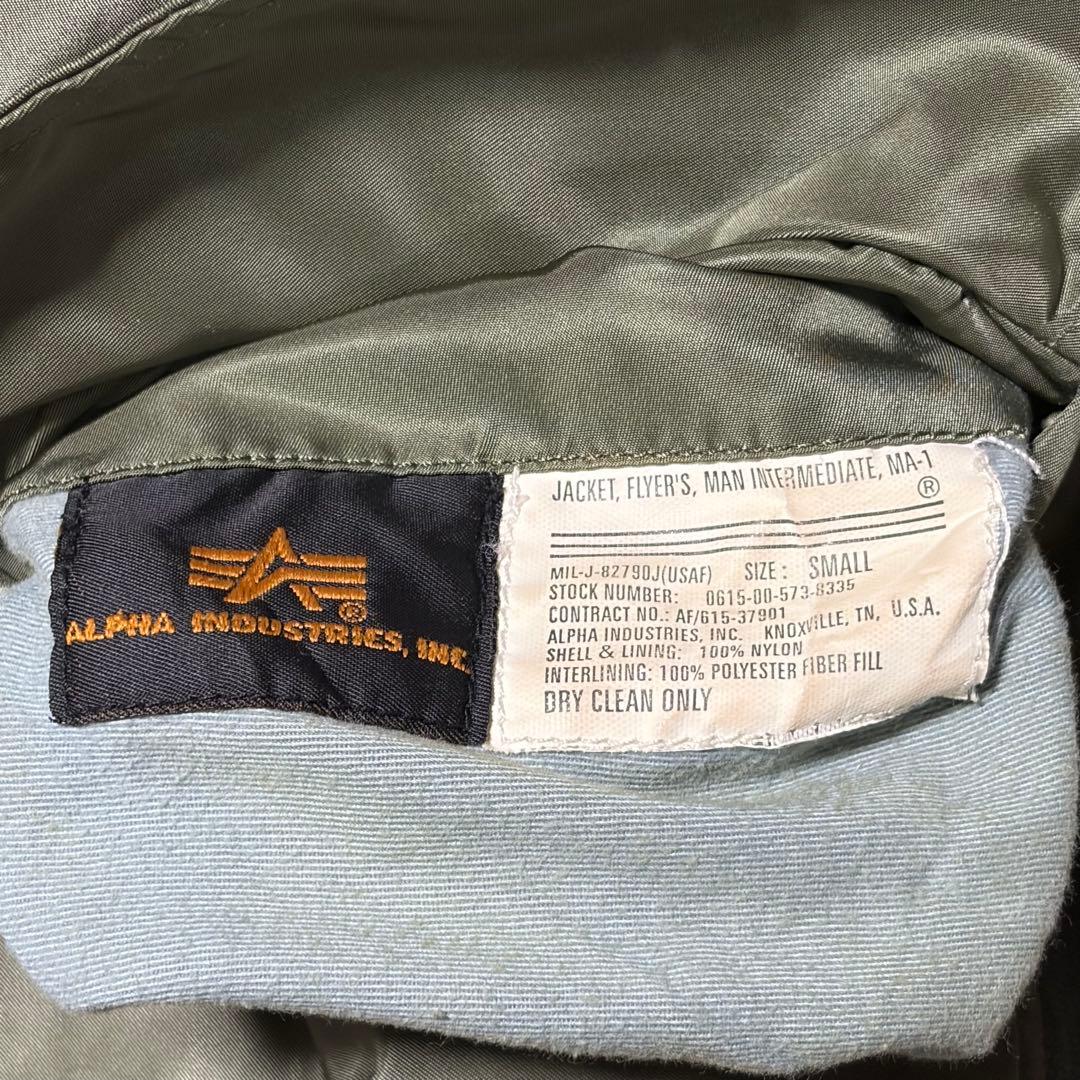 ALPHA INDUSTRIES, INC.
®
JACKET, FLYER'S, MAN INTERMEDIATE, MA-1
®
MIL-J-8279DJ(USAF) SIZE: SMALL
STOCK NUMBER: 0615-00-573-8335
CONTRACT NO.: AF/615-37901
ALPHA INDUSTRIES, INC. KNOXVILLE, TN, U.S.A.
SHELL & LINING: 100% NYLON
INTERLINING: 100% POLYESTER FIBER FILL
DRY CLEAN ONLY